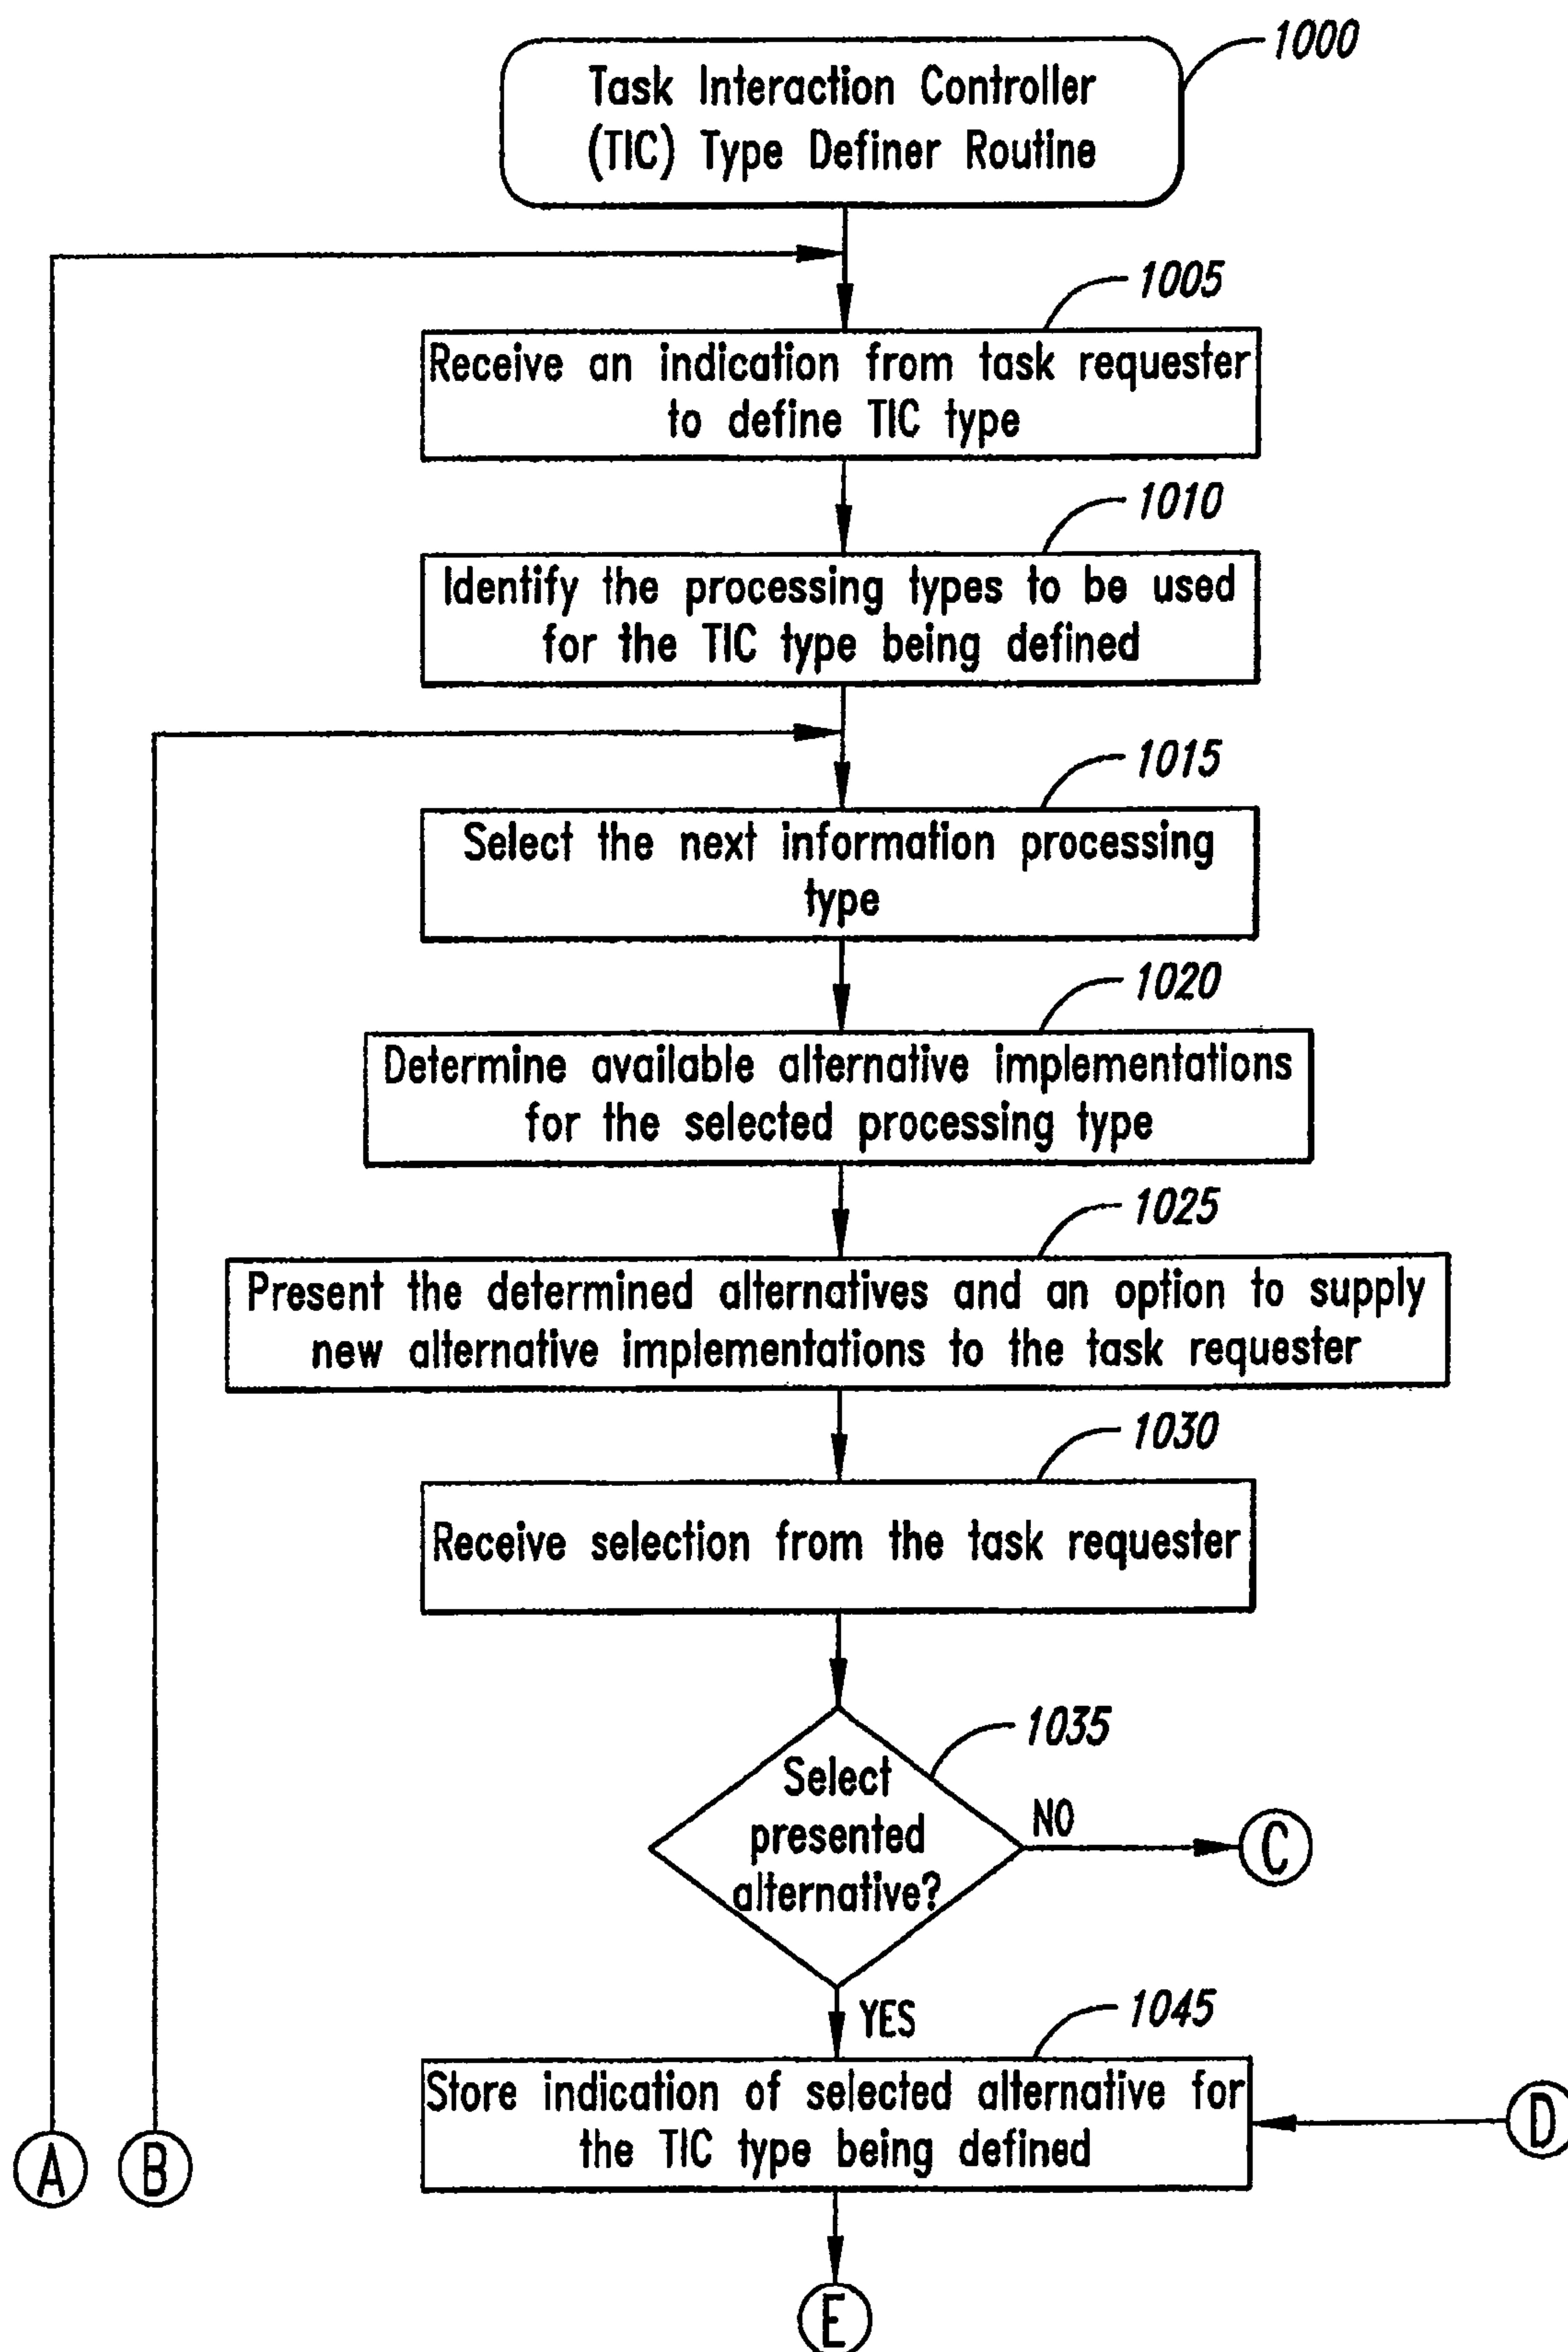 1000
Task Interaction Controller
(TIC) Type Definer Routine
1005
Receive an indication from task requester
to define TIC type
1010
Identify the processing types to be used
for the TIC type being defined
1015
Select the next information processing
type
1020
Determine available alternative implementations
for the selected processing type
1025
Present the determined alternatives and an option to supply
new alternative implementations to the task requester
1030
Receive selection from the task requester
1035
Select
presented
alternative?
NO
C
YES
1045
Store indication of selected alternative for
the TIC type being defined
D
A
B
E